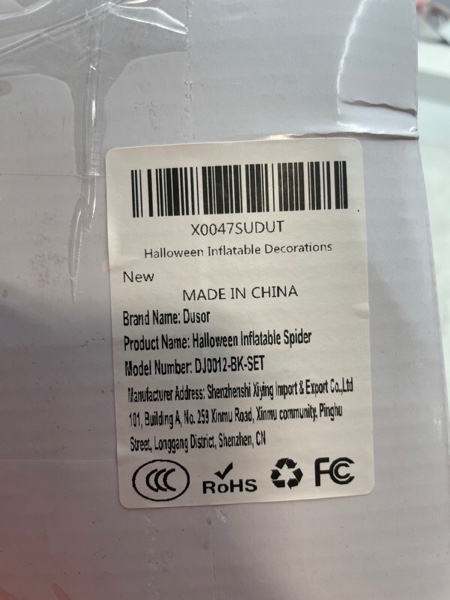 X0047SUDUT
Halloween Inflatable Decorations
New
MADE IN CHINA
Brand Name: Dusor
Product Name: Halloween Inflatable Spider
Model Number: DJ0012-BK-SET
Manufacturer Address: Shenzhenshi Xiying Import & Export Co.,Ltd
101, Building A, No. 259 Xinmu Road, Xinmu community, Pinghu
Street, Longgang District, Shenzhen, CN
CCC RoHS FC